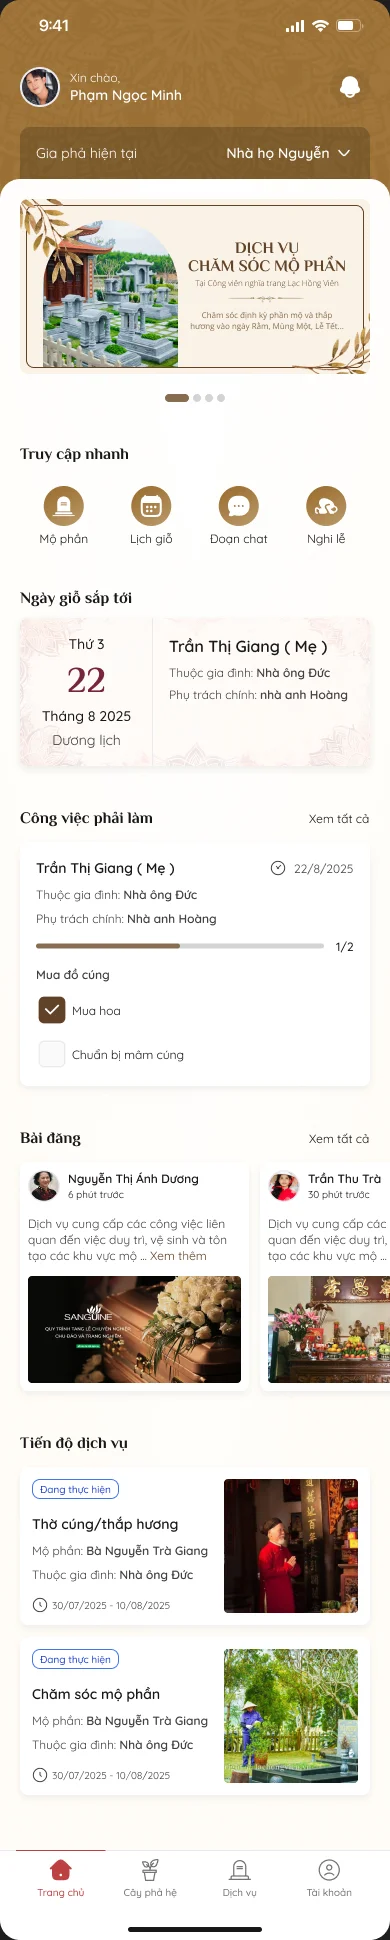 9:41
Xin chào,
Phạm Ngọc Minh
Gia phả hiện tại
Nhà họ Nguyễn
DỊCH VỤ
CHĂM SÓC MỘ PHẦN
Tại Công viên nghĩa trang Lạc Hồng Viên
Chăm sóc định kỳ phần mộ và thắp
hương vào ngày Rằm, Mùng Một, Lễ Tết...
Truy cập nhanh
Mộ phần
Lịch giỗ
Đoạn chat
Nghi lễ
Ngày giỗ sắp tới
Thứ 3
22
Tháng 8 2025
Dương lịch
Trần Thị Giang ( Mẹ )
Thuộc gia đình: Nhà ông Đức
Phụ trách chính: nhà anh Hoàng
Công việc phải làm
Xem tất cả
Trần Thị Giang ( Mẹ )
22/8/2025
Thuộc gia đình: Nhà ông Đức
Phụ trách chính: Nhà anh Hoàng
1/2
Mua đồ cúng
Mua hoa
Chuẩn bị mâm cúng
Bài đăng
Xem tất cả
Nguyễn Thị Ánh Dương
6 phút trước
Dịch vụ cung cấp các công việc liên
quan đến việc duy trì, vệ sinh và tôn
tạo các khu vực mộ ... Xem thêm
SANGUINE
QUY TRÌNH TANG LỄ CHUYÊN NGHIỆP
CHU ĐÁO VÀ TRANG NGHIÊM
Trần Thu Trà
30 phút trước
Dịch vụ cung cấp các
quan đến việc duy trì,
tạo các khu vực mộ ...
Tiến độ dịch vụ
Đang thực hiện
Thờ cúng/thắp hương
Mộ phần: Bà Nguyễn Trà Giang
Thuộc gia đình: Nhà ông Đức
30/07/2025 - 10/08/2025
Đang thực hiện
Chăm sóc mộ phần
Mộ phần: Bà Nguyễn Trà Giang
Thuộc gia đình: Nhà ông Đức
30/07/2025 - 10/08/2025
Trang chủ
Cây phả hệ
Dịch vụ
Tài khoản